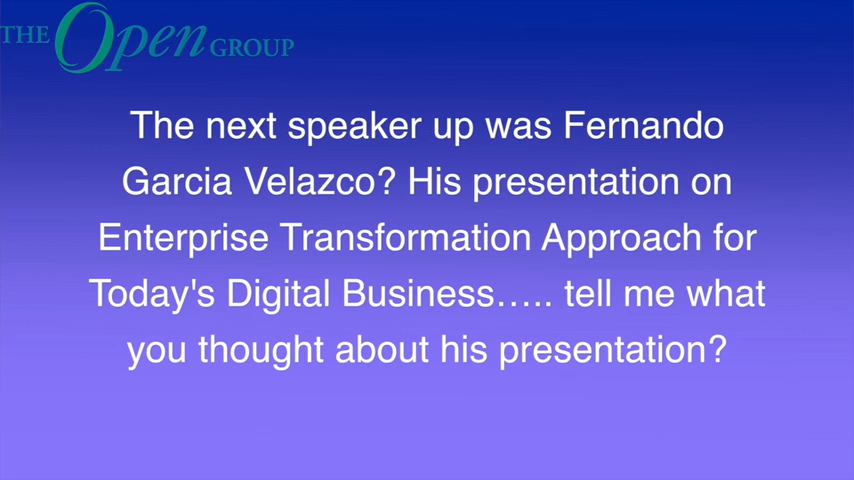 THE Open GROUP
The next speaker up was Fernando
Garcia Velazco? His presentation on
Enterprise Transformation Approach for
Today's Digital Business….. tell me what
you thought about his presentation?